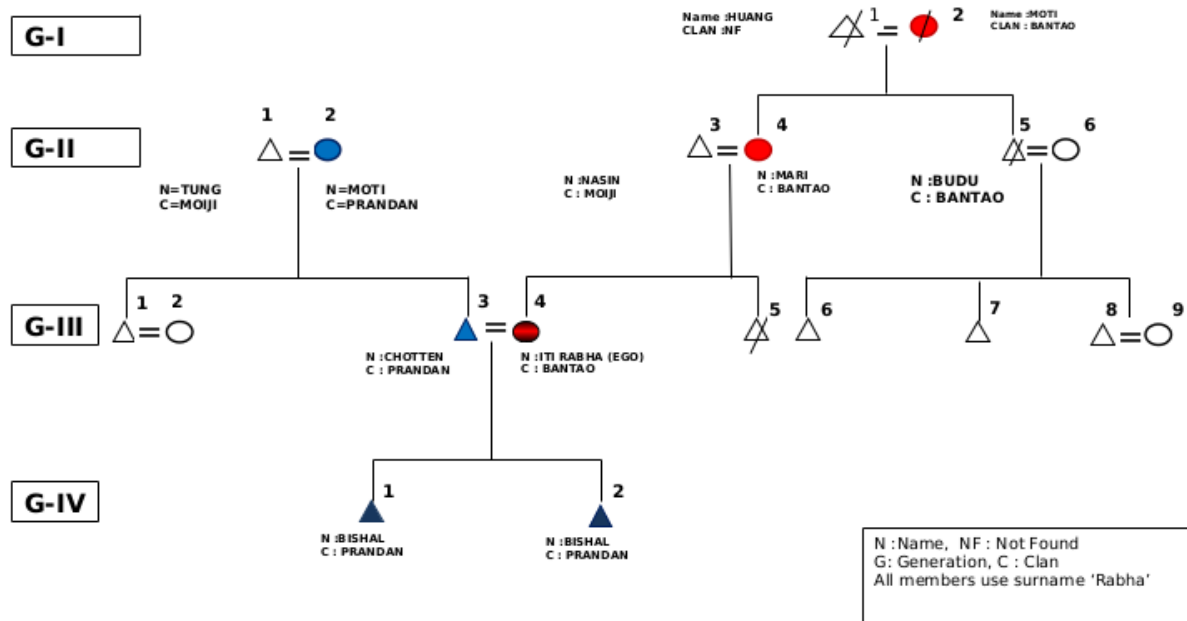 G-I
Name :HUANG
CLAN :NF
1
2
Name :MOTI
CLAN : BANTAO
G-II
1
2
3
4
5
6
N=TUNG
C=MOIJI
N=MOTI
C=PRANDAN
N :NASIN
C : MOIJI
N :MARI
C : BANTAO
N :BUDU
C : BANTAO
G-III
1
2
3
4
5
6
7
8
9
N :CHOTTEN
C : PRANDAN
N :ITI RABHA (EGO)
C : BANTAO
G-IV
1
2
N :BISHAL
C : PRANDAN
N :BISHAL
C : PRANDAN
N :Name, NF : Not Found
G: Generation, C : Clan
All members use surname ‘Rabha’